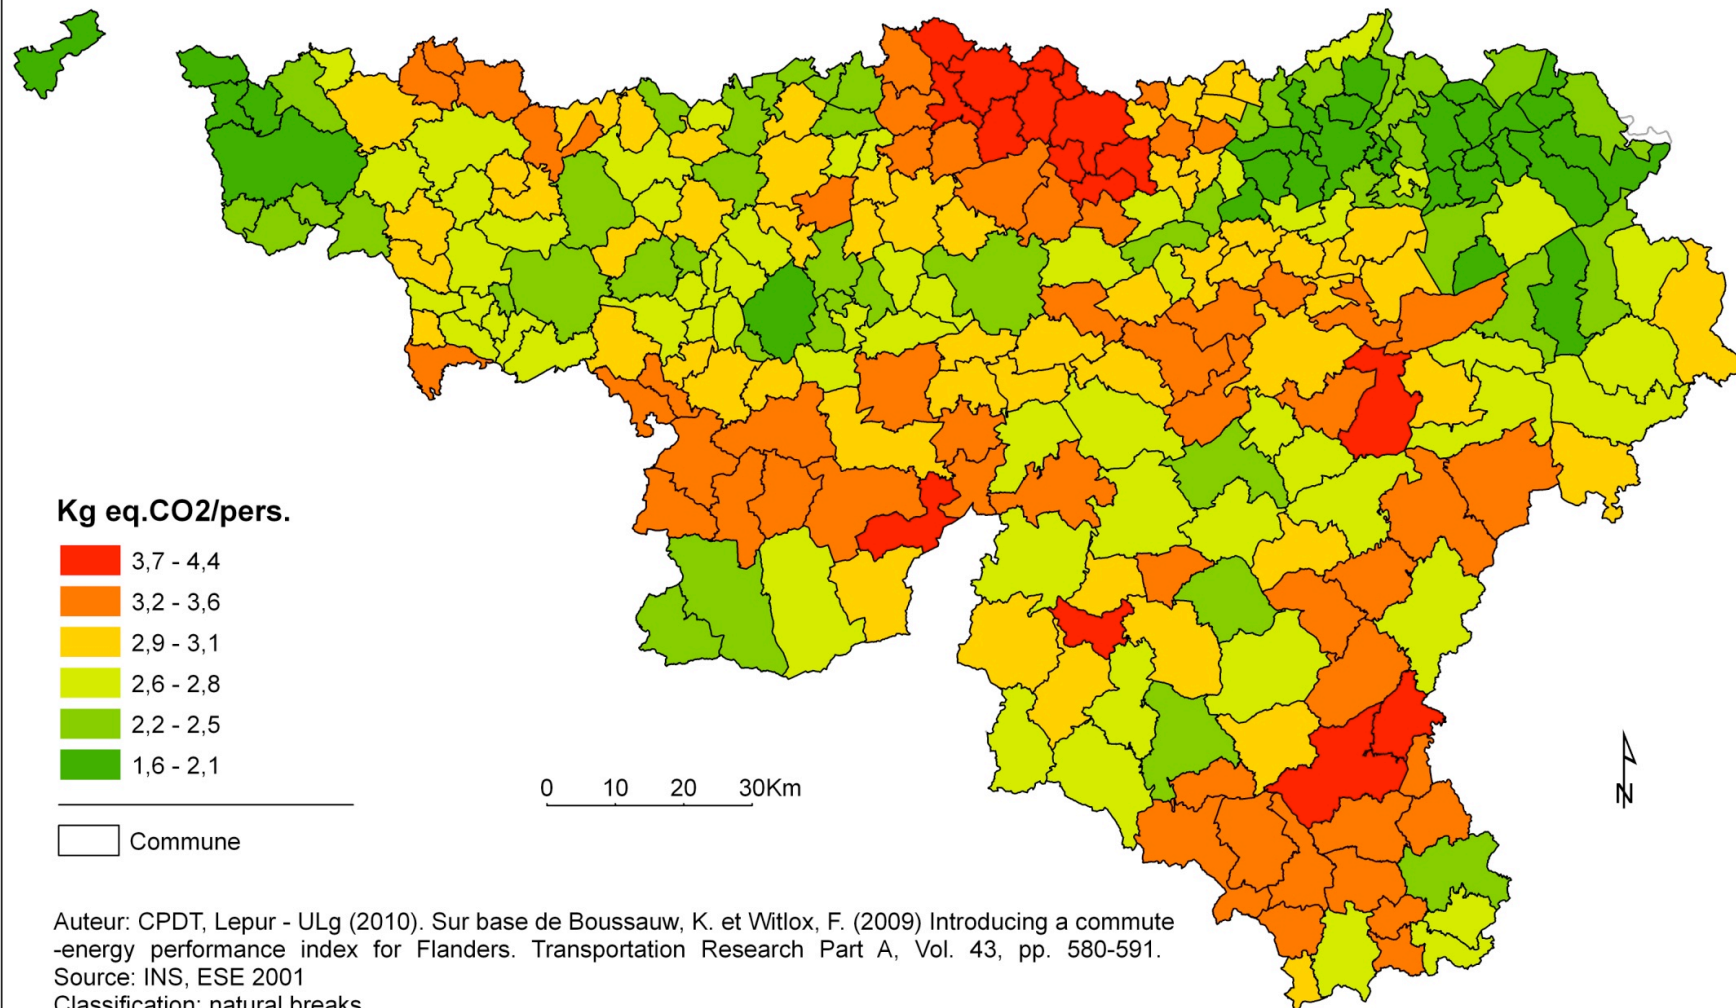 Kg eq.CO2/pers.
3,7 - 4,4
3,2 - 3,6
2,9 - 3,1
2,6 - 2,8
2,2 - 2,5
1,6 - 2,1
Commune
0 10 20 30Km
N
Auteur: CPDT, Lepur - ULg (2010). Sur base de Boussauw, K. et Witlox, F. (2009) Introducing a commute
-energy performance index for Flanders. Transportation Research Part A, Vol. 43, pp. 580-591.
Source: INS, ESE 2001
Classification: natural breaks